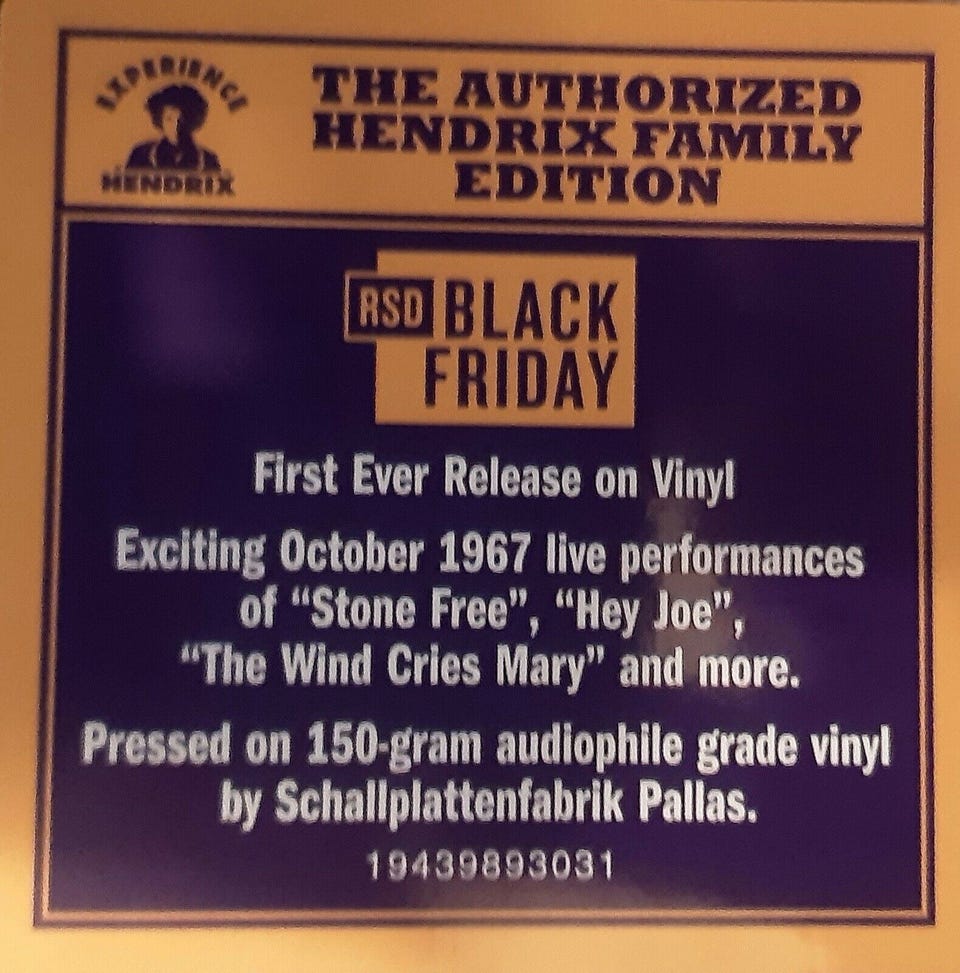 EXPERIENCE
HENDRIX
THE AUTHORIZED
HENDRIX FAMILY
EDITION
RSD BLACK
FRIDAY
First Ever Release on Vinyl
Exciting October 1967 live performances
of “Stone Free”, “Hey Joe”,
“The Wind Cries Mary” and more.
Pressed on 150-gram audiophile grade vinyl
by Schallplattenfabrik Pallas.
19439893031